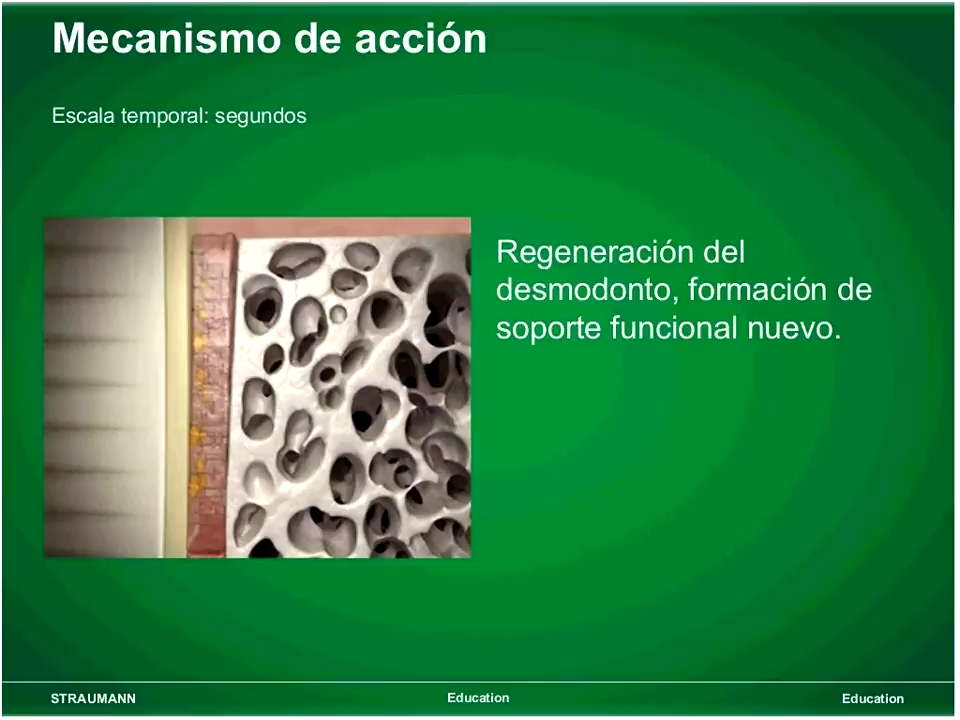 Mecanismo de acción
Escala temporal: segundos
Regeneración del
desmodonto, formación de
soporte funcional nuevo.
STRAUMANN
Education
Education